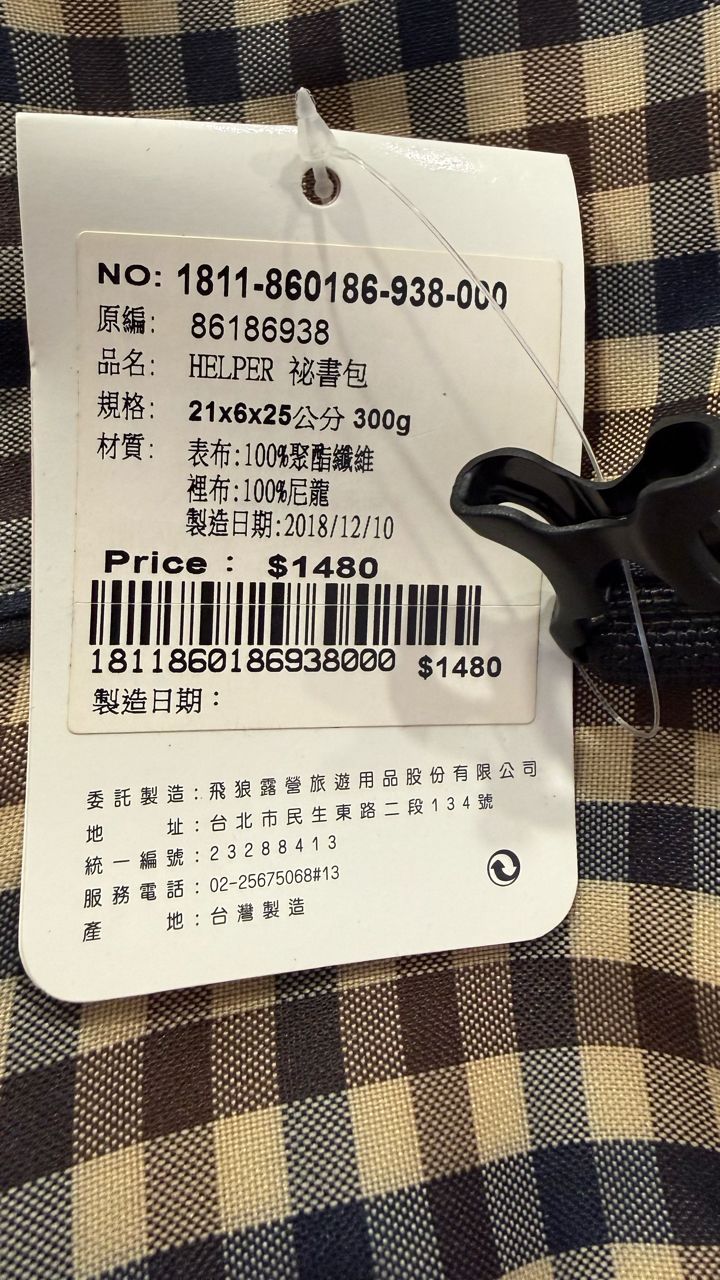 NO: 1811-860186-938-000
原編: 86186938
品名: HELPER 祕書包
規格: 21x6x25公分 300g
材質: 表布:100%聚酯纖維
裡布:100%尼龍
製造日期:2018/12/10
Price : $1480
18118601869380000 $1480
製造日期:
委託製造:飛狼露營旅遊用品股份有限公司
地址:台北市民生東路二段134號
統一編號:23288413
服務電話:02-25675068#13
產地:台灣製造